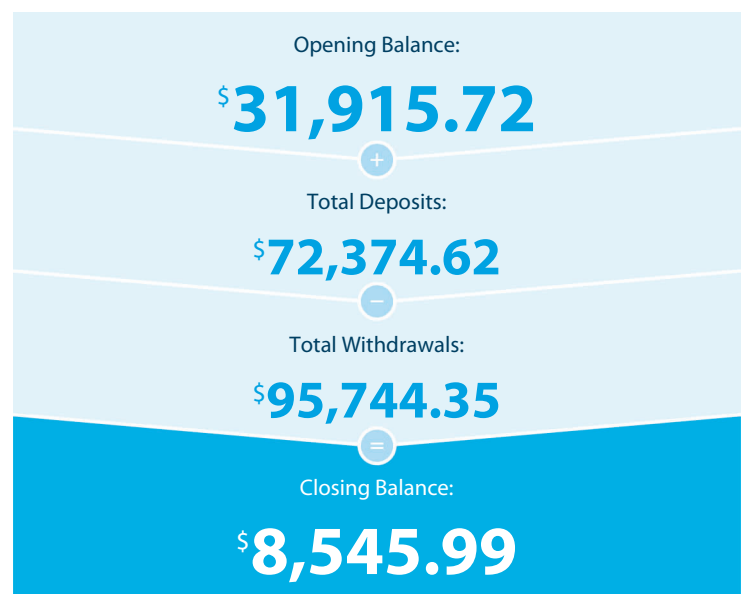 Opening Balance:
$31,915.72
+
Total Deposits:
$72,374.62
−
Total Withdrawals:
$95,744.35
=
Closing Balance:
$8,545.99